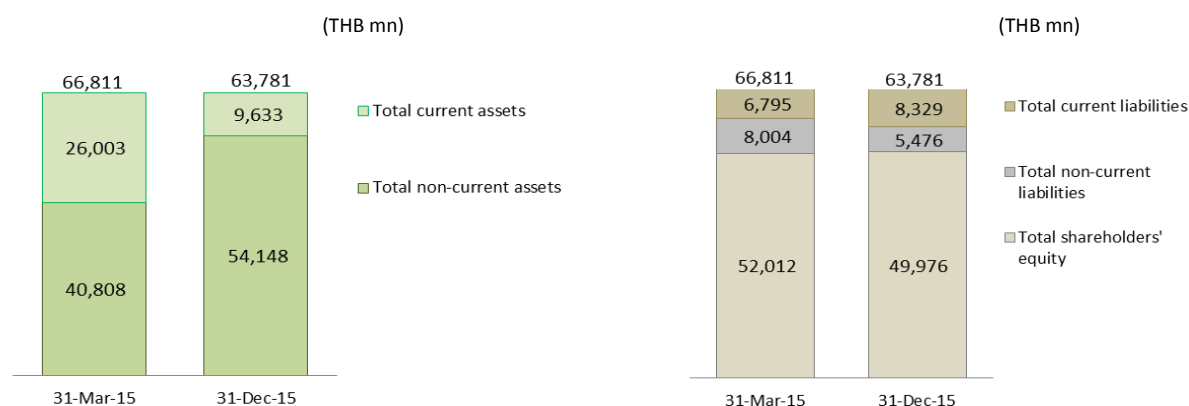 (THB mn)
66,811
63,781
26,003
9,633
40,808
54,148
31-Mar-15
31-Dec-15
Total current assets
Total non-current assets
(THB mn)
66,811
63,781
6,795
8,329
8,004
5,476
52,012
49,976
31-Mar-15
31-Dec-15
Total current liabilities
Total non-current
liabilities
Total shareholders'
equity